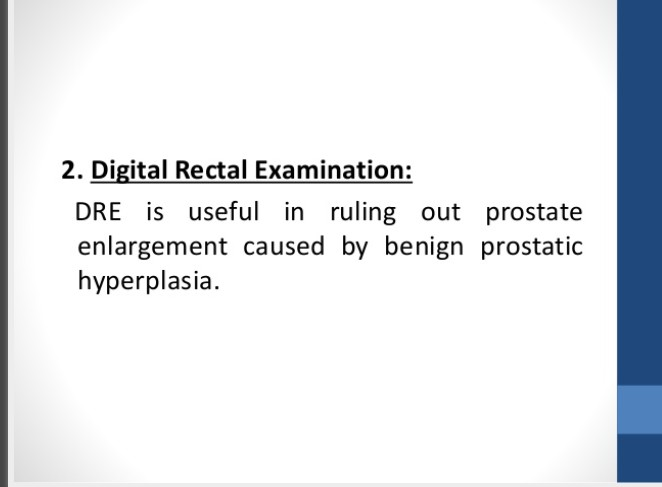 2. Digital Rectal Examination:
DRE is useful in ruling out prostate
enlargement caused by benign prostatic
hyperplasia.